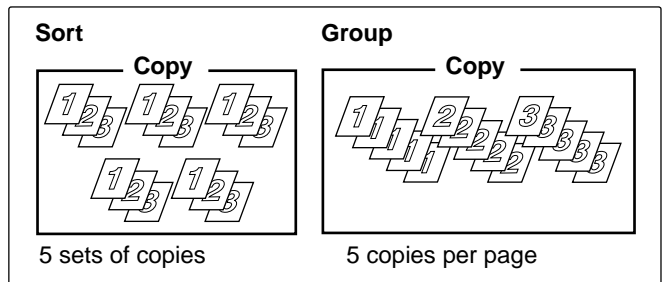 Sort
Copy
1 2 3 1 2 3 1 2 3
1 2 3 1 2 3
5 sets of copies
Group
Copy
1 1 1 1 1 2 2 2 2 2 3 3 3 3 3
5 copies per page